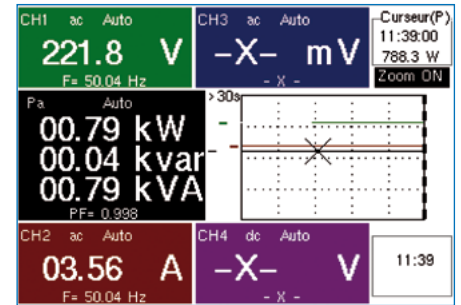 CH1 ac Auto
221.8 V
F= 50.04 Hz
CH3 ac Auto
-X- mV
- X -
Curseur(P)
11:39:00
788.3 W
Zoom ON
Pa Auto
00.79 kW
00.04 kvar
00.79 kVA
PF= 0.998
>30s
CH2 ac Auto
03.56 A
F= 50.04 Hz
CH4 dc Auto
-X- V
- X -
11:39